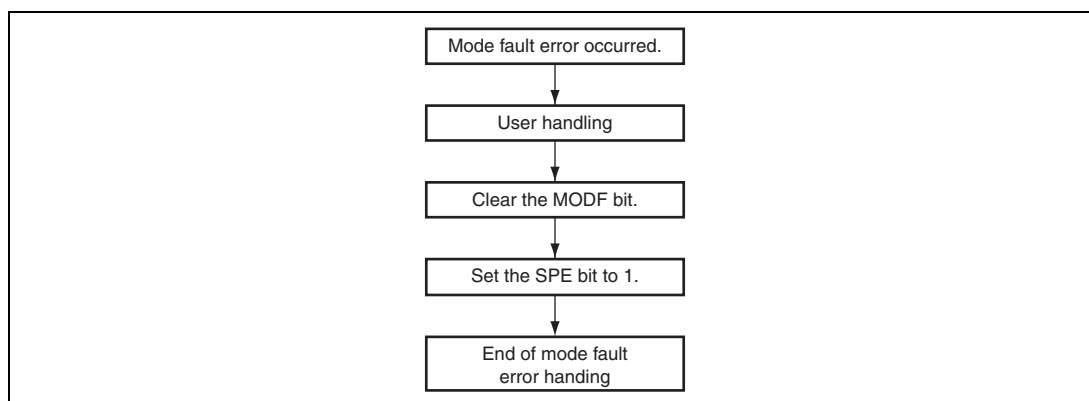 Mode fault error occurred.
User handling
Clear the MODF bit.
Set the SPE bit to 1.
End of mode fault
error handing